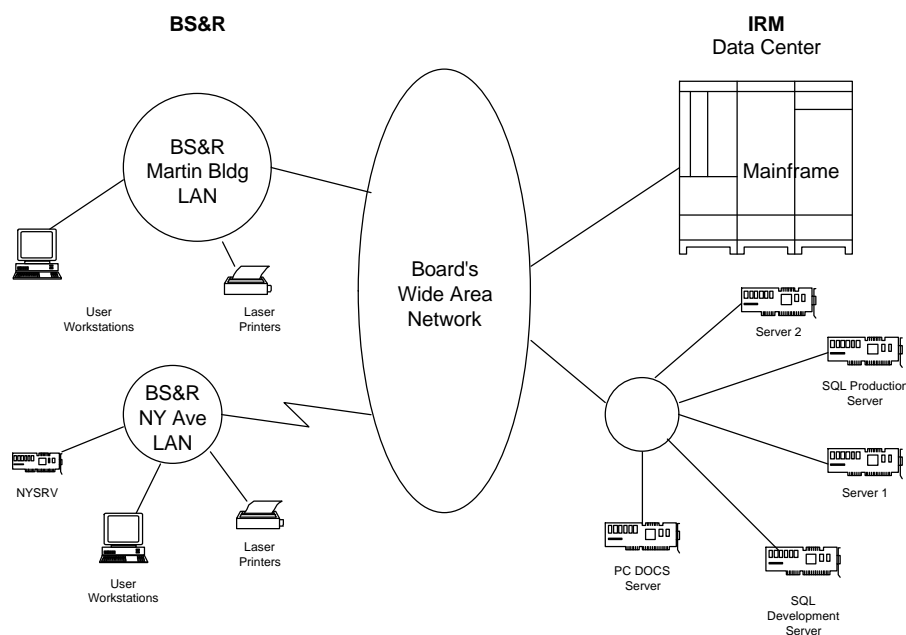 BS&R
IRM
Data Center
BS&R
Martin Bldg
LAN
Mainframe
User
Workstations
Laser
Printers
Board's
Wide Area
Network
Server 2
SQL Production
Server
BS&R
NY Ave
LAN
NYSRV
Server 1
User
Workstations
Laser
Printers
PC DOCS
Server
SQL
Development
Server